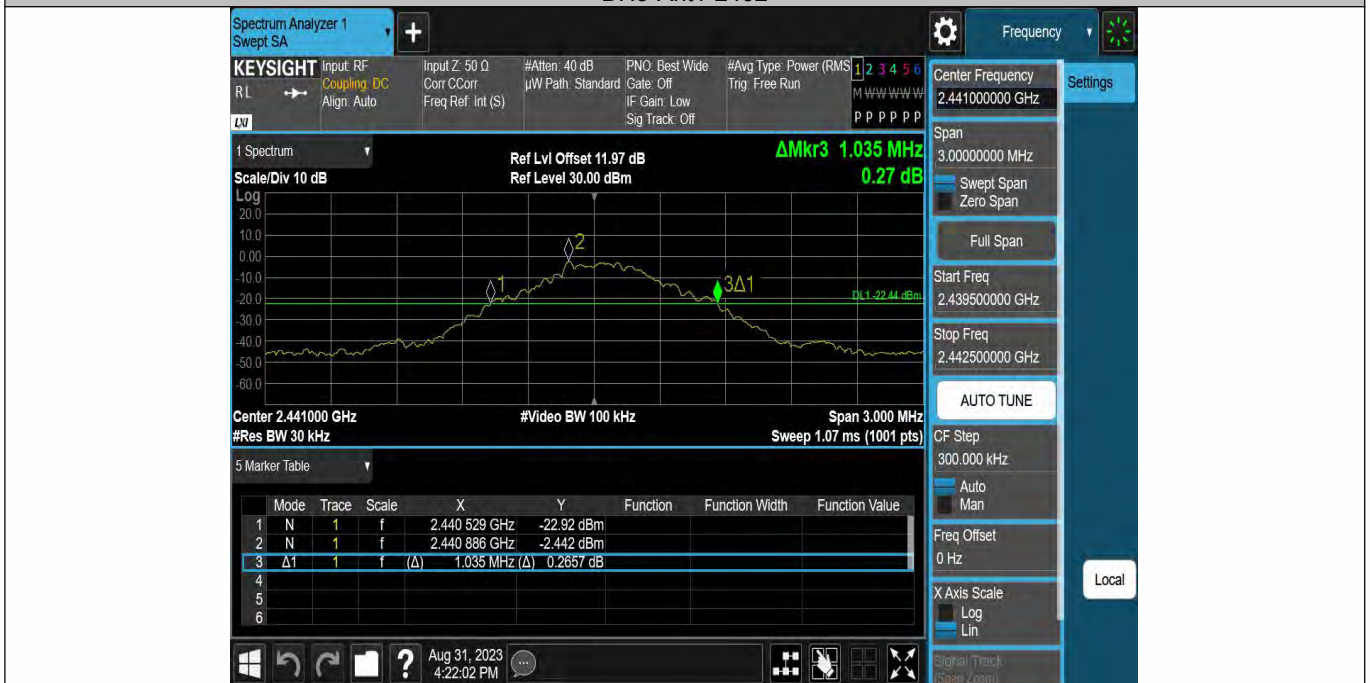 Spectrum Analyzer 1
Swept SA
+
Frequency
KEYSIGHT
RL
LXI
Input: RF
Coupling: DC
Align: Auto
Input Z: 50 Ω
Corr CCorr
Freq Ref: Int (S)
#Atten: 40 dB
µW Path: Standard
PNO: Best Wide
Gate: Off
IF Gain: Low
Sig Track: Off
#Avg Type: Power (RMS
Trig: Free Run
1 2 3 4 5 6
M W W W W W
P P P P P P
1 Spectrum
Scale/Div 10 dB
Ref Lvl Offset 11.97 dB
Ref Level 30.00 dBm
ΔMkr3 1.035 MHz
0.27 dB
Log
20.0
10.0
0.00
-10.0
-20.0
-30.0
-40.0
-50.0
-60.0
1
2
3Δ1
DL1 -22.44 dBm
Center 2.441000 GHz
#Res BW 30 kHz
#Video BW 100 kHz
Span 3.000 MHz
Sweep 1.07 ms (1001 pts)
5 Marker Table
Mode Trace Scale X Y Function Function Width Function Value
1 N 1 f 2.440 529 GHz -22.92 dBm
2 N 1 f 2.440 886 GHz -2.442 dBm
3 Δ1 1 f (Δ) 1.035 MHz (Δ) 0.2657 dB
4
5
6
Aug 31, 2023
4:22:02 PM
Center Frequency
2.441000000 GHz
Settings
Span
3.00000000 MHz
Swept Span
Zero Span
Full Span
Start Freq
2.439500000 GHz
Stop Freq
2.442500000 GHz
AUTO TUNE
CF Step
300.000 kHz
Auto
Man
Freq Offset
0 Hz
X Axis Scale
Log
Lin
Signal Track
(Span Zoom)
Local